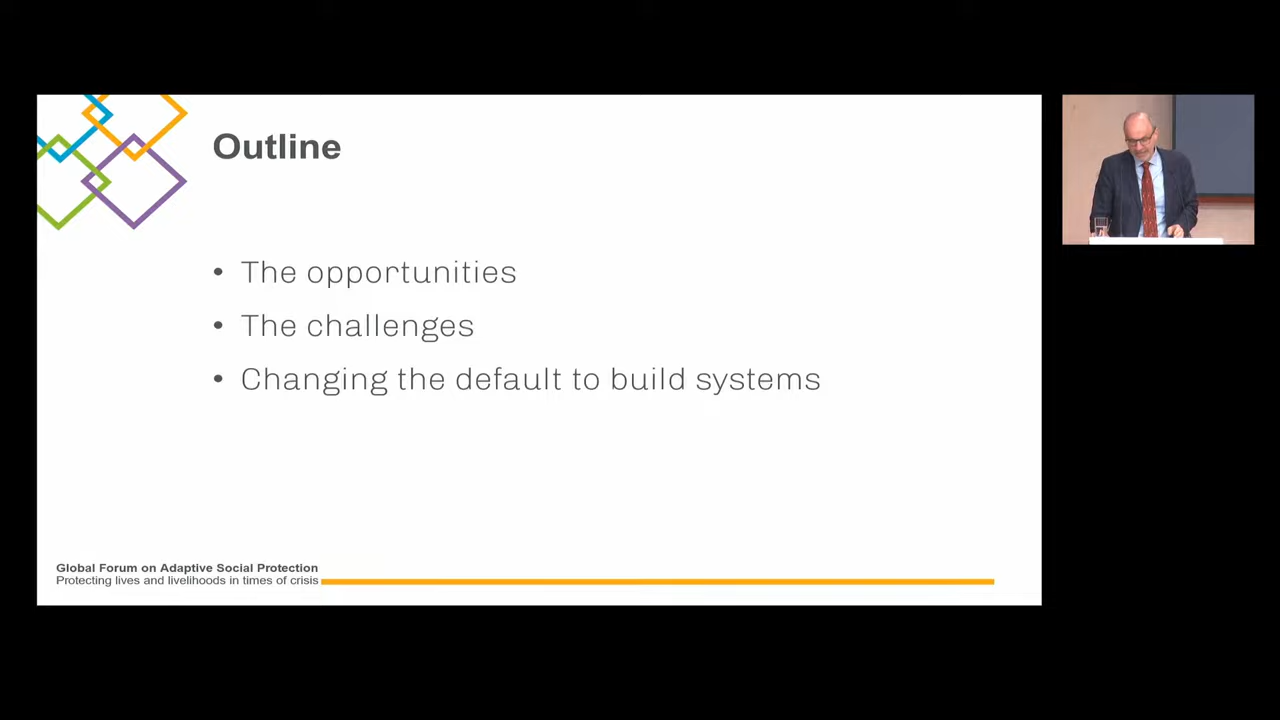 Outline
• The opportunities
• The challenges
• Changing the default to build systems
Global Forum on Adaptive Social Protection
Protecting lives and livelihoods in times of crisis